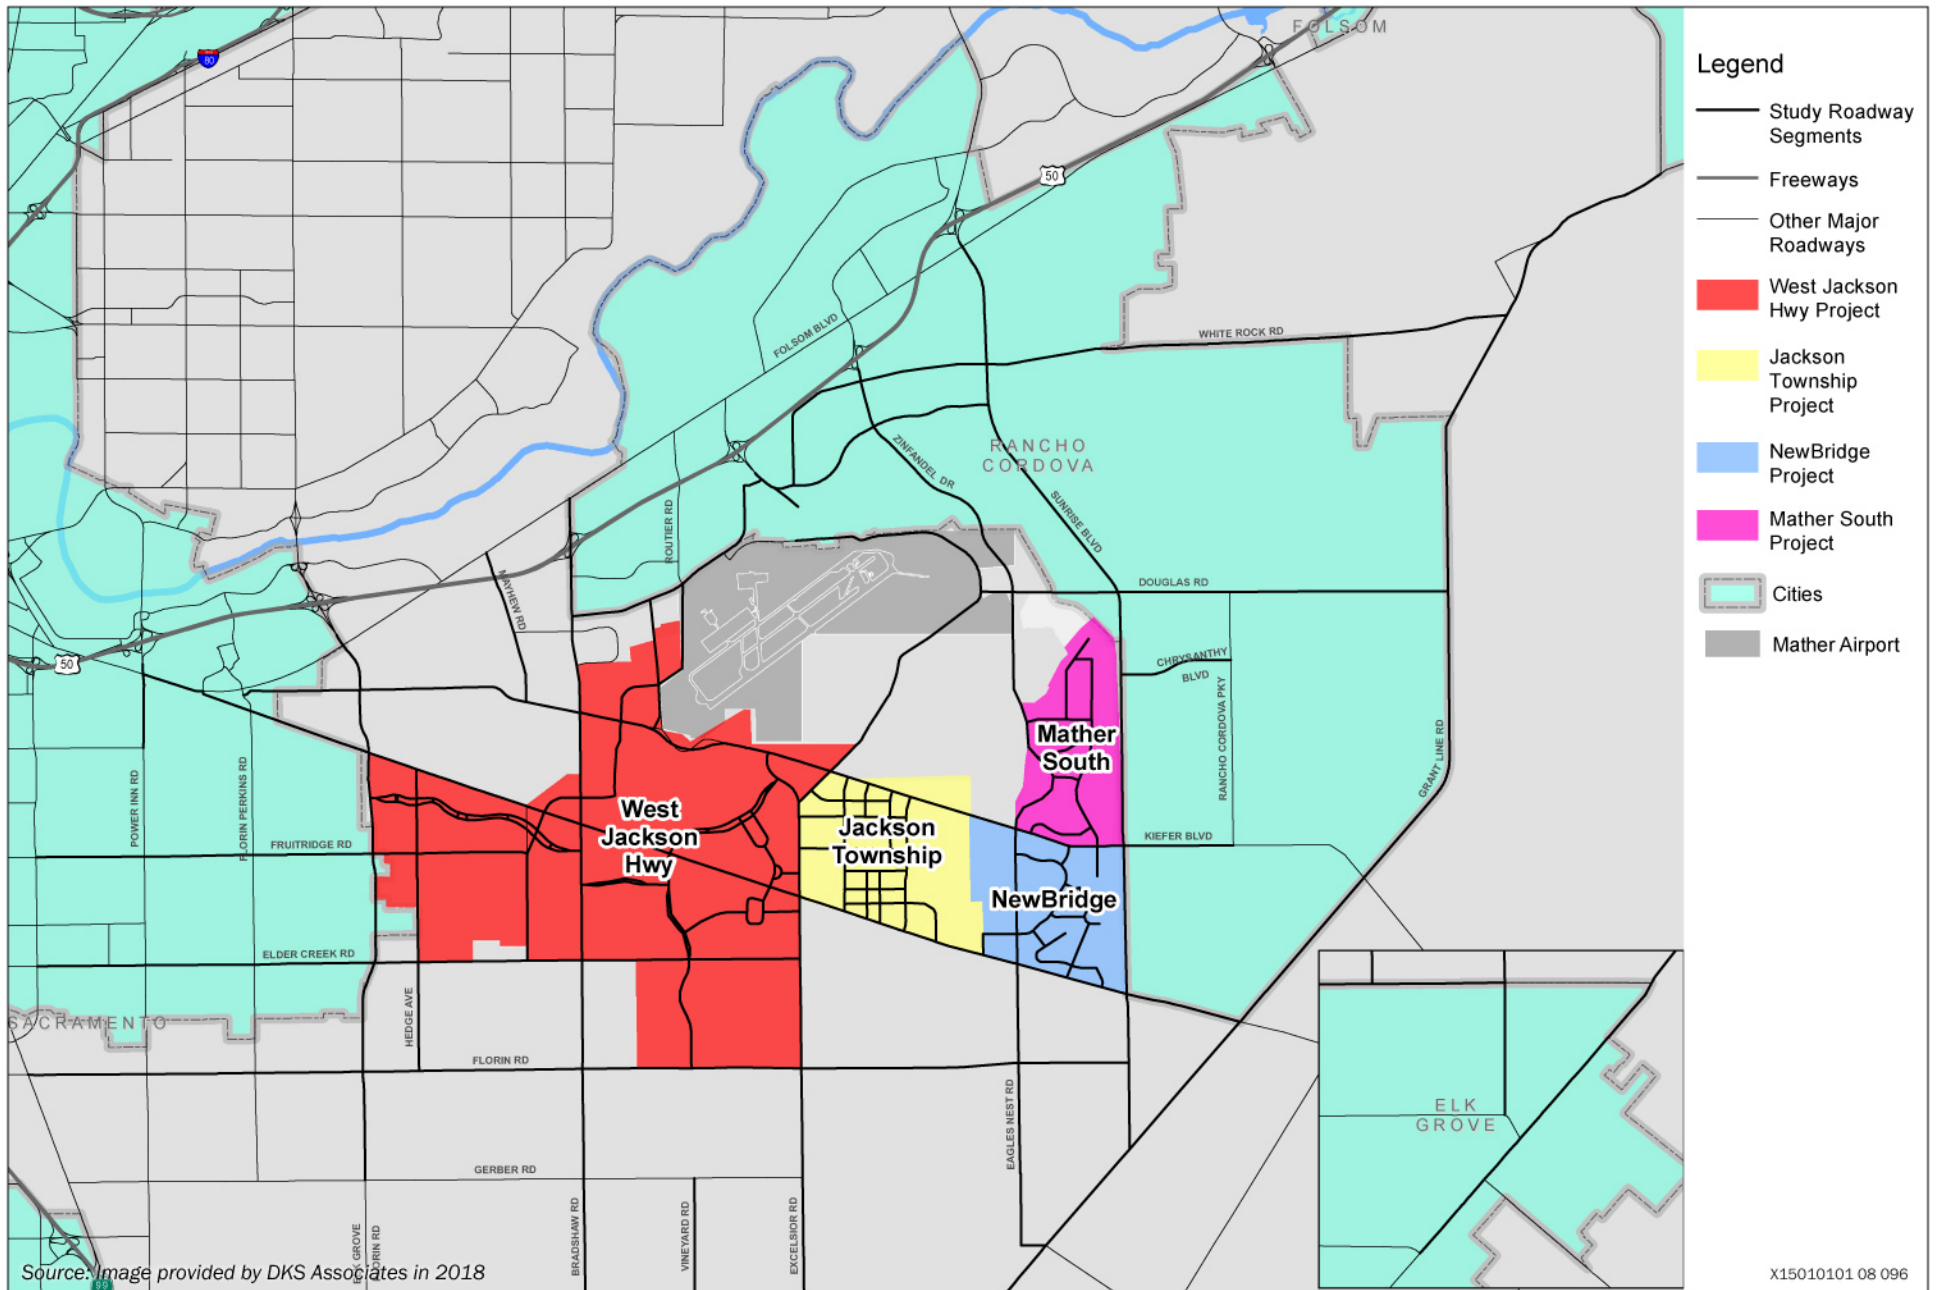 FOLSOM
80
50
FOLSOM BLVD
WHITE ROCK RD
RANCHO
CORDOVA
ZINFANDEL DR
SUNRISE BLVD
ROUTIER RD
MAYHEW RD
DOUGLAS RD
50
CHRYSANTHY
BLVD
RANCHO CORDOVA PKY
Mather
South
GRANT LINE RD
POWER INN RD
FLORIN PERKINS RD
FRUITRIDGE RD
West
Jackson
Hwy
Jackson
Township
KIEFER BLVD
NewBridge
ELDER CREEK RD
HEDGE AVE
SACRAMENTO
FLORIN RD
EAGLES NEST RD
ELK
GROVE
GERBER RD
BRADSHAW RD
VINEYARD RD
EXCELSIOR RD
99
Source: Image provided by DKS Associates in 2018
Legend
Study Roadway
Segments
Freeways
Other Major
Roadways
West Jackson
Hwy Project
Jackson
Township
Project
NewBridge
Project
Mather South
Project
Cities
Mather Airport
X15010101 08 096